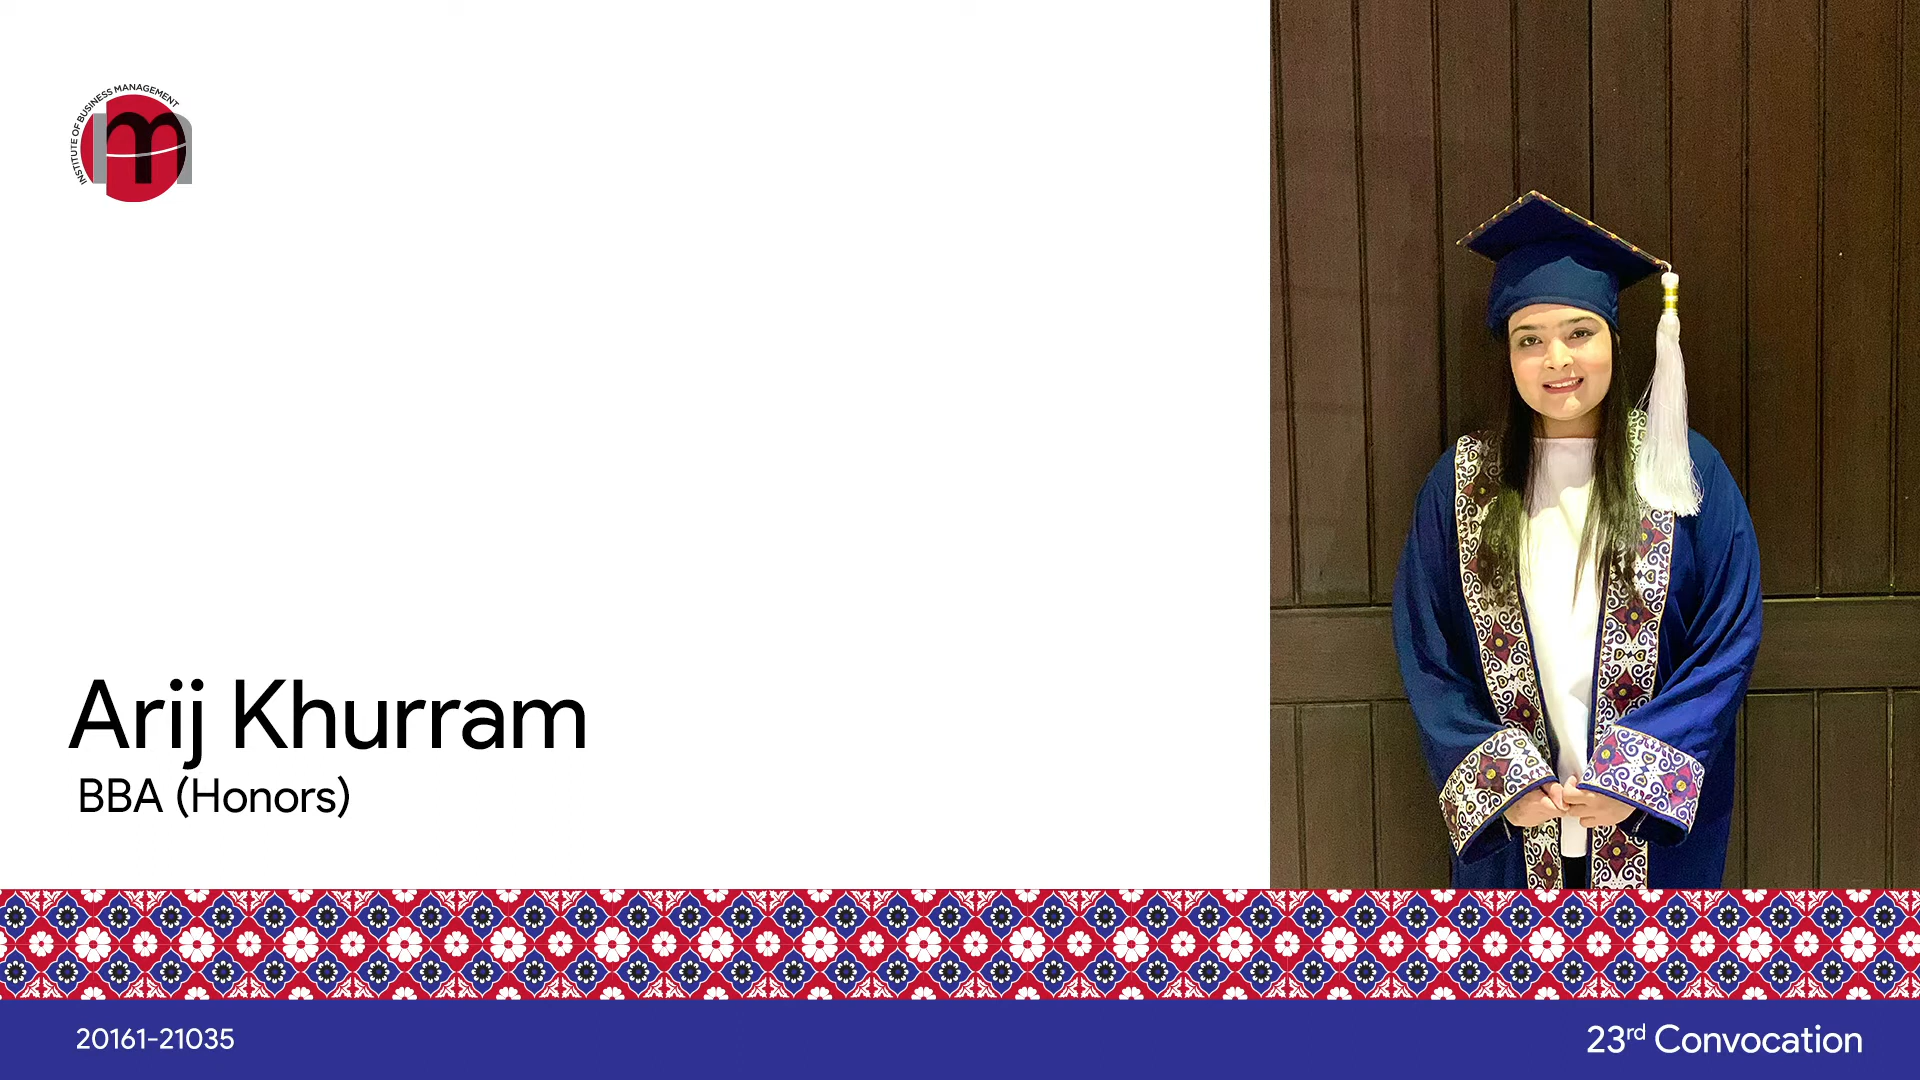 INSTITUTE OF BUSINESS MANAGEMENT
m
Arij Khurram
BBA (Honors)
20161-21035
23rd Convocation